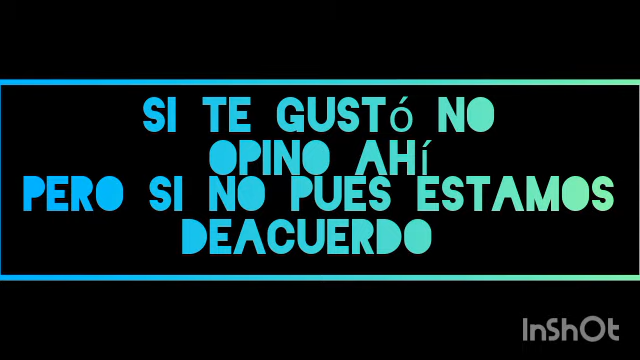 SI TE GUSTó NO
OPINO AHí
PERO SI NO PUES ESTAMOS
DEACUERDO
InShOt